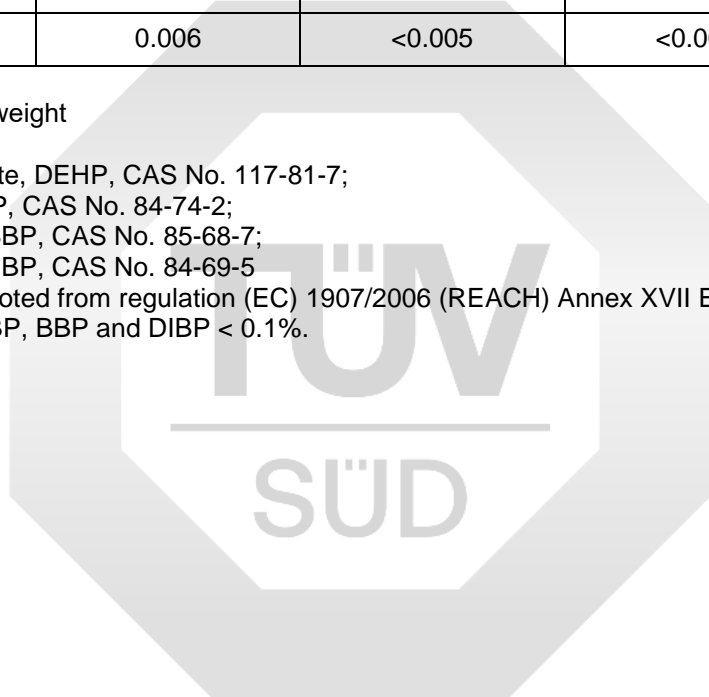 0.006 <0.005 <0.0
weight
te, DEHP, CAS No. 117-81-7;
P, CAS No. 84-74-2;
BBP, CAS No. 85-68-7;
BP, CAS No. 84-69-5
oted from regulation (EC) 1907/2006 (REACH) Annex XVII E
BP, BBP and DIBP < 0.1%.
TÜV
SÜD